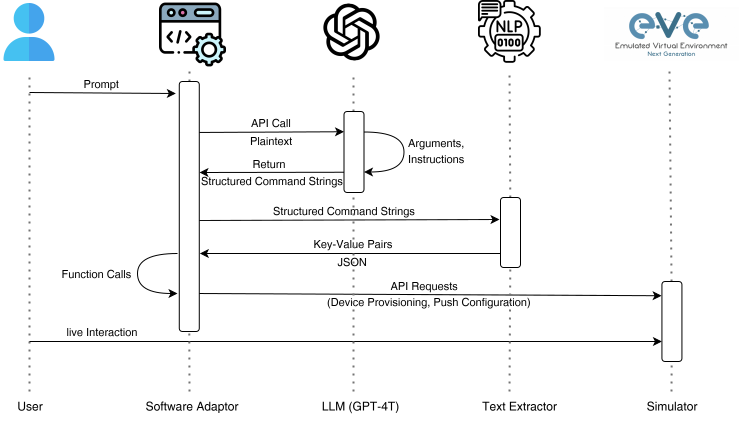 </>
NLP
0100
eve
Emulated Virtual Environment
Next Generation
Prompt
API Call
Plaintext
Arguments,
Instructions
Return
Structured Command Strings
Structured Command Strings
Key-Value Pairs
JSON
Function Calls
API Requests
(Device Provisioning, Push Configuration)
live Interaction
User
Software Adaptor
LLM (GPT-4T)
Text Extractor
Simulator